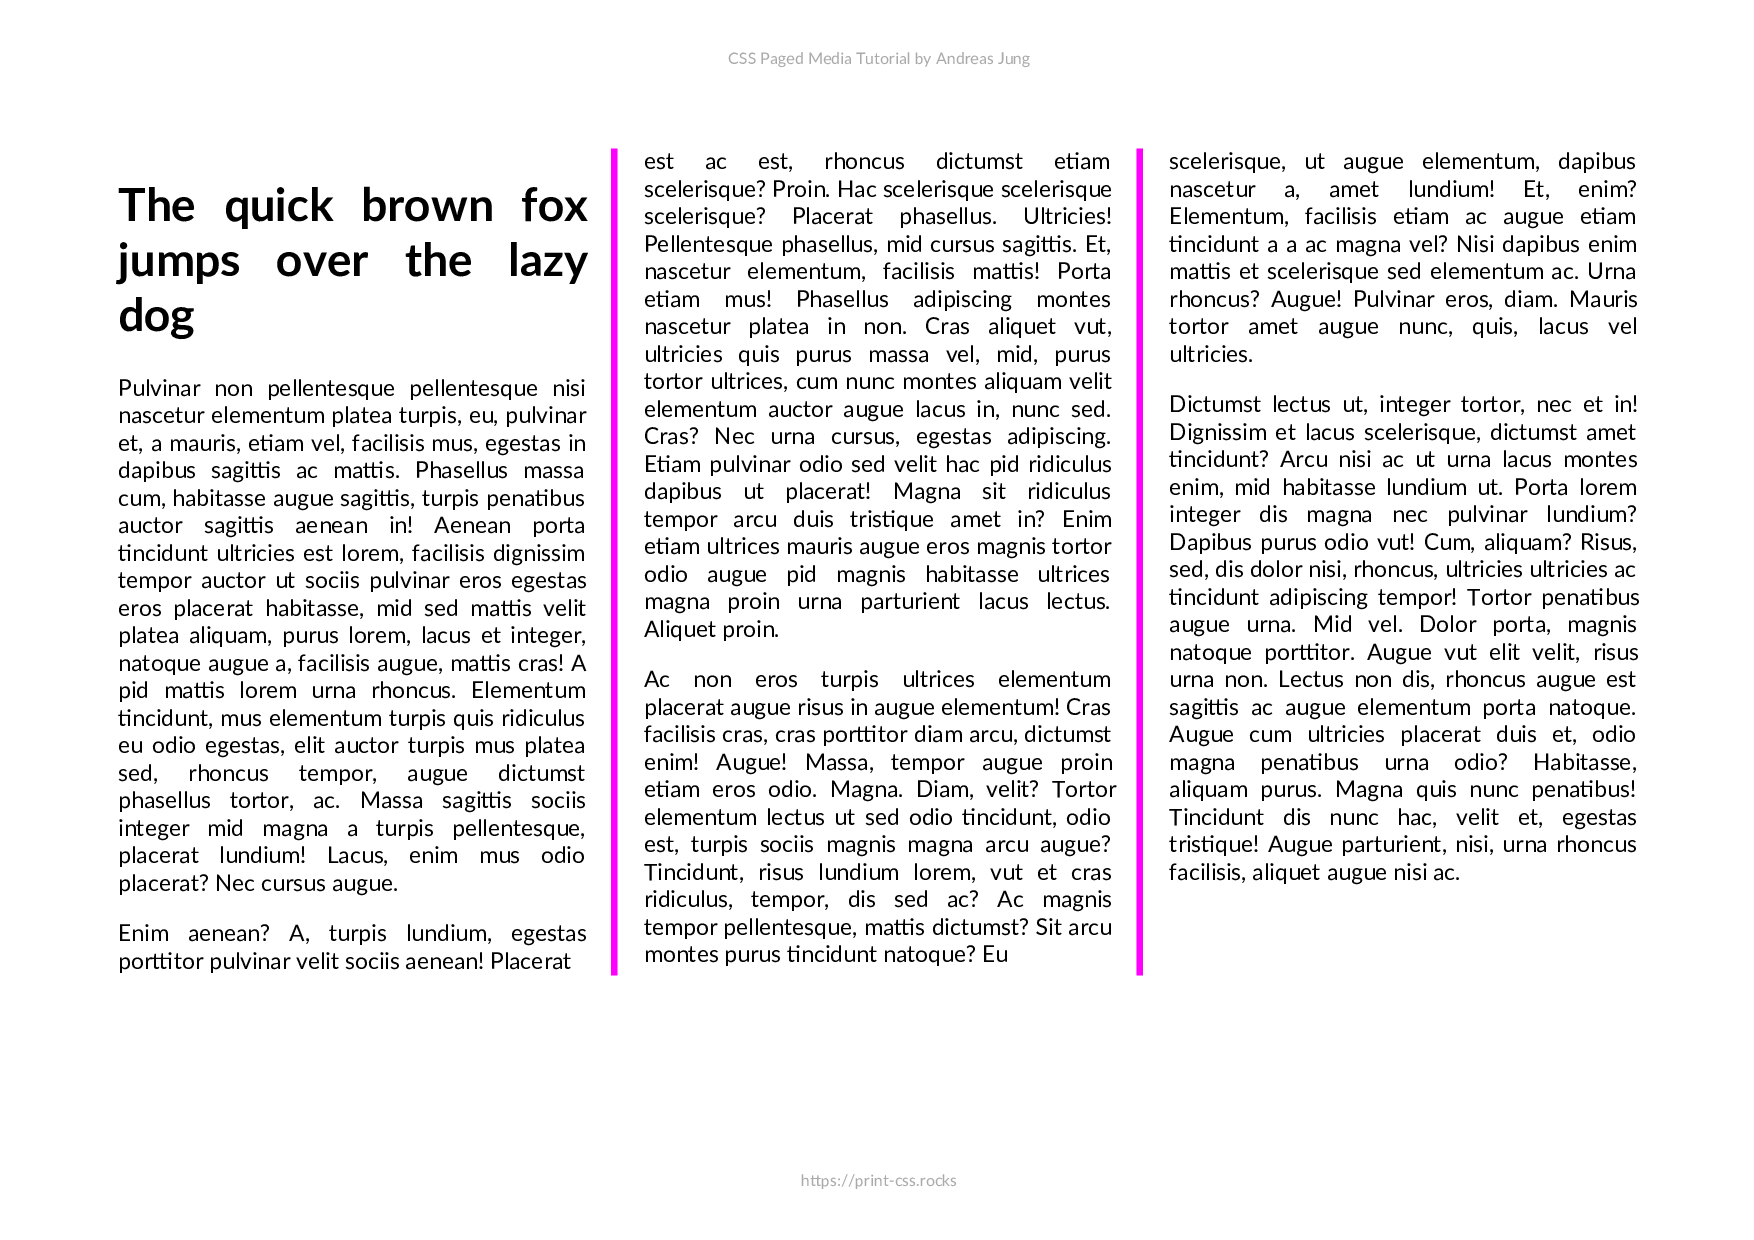 CSS Paged Media Tutorial by Andreas Jung
The quick brown fox
jumps over the lazy
dog
Pulvinar non pellentesque pellentesque nisi
nascetur elementum platea turpis, eu, pulvinar
et, a mauris, etiam vel, facilisis mus, egestas in
dapibus sagittis ac mattis. Phasellus massa
cum, habitasse augue sagittis, turpis penatibus
auctor sagittis aenean in! Aenean porta
tincidunt ultricies est lorem, facilisis dignissim
tempor auctor ut sociis pulvinar eros egestas
eros placerat habitasse, mid sed mattis velit
platea aliquam, purus lorem, lacus et integer,
natoque augue a, facilisis augue, mattis cras! A
pid mattis lorem urna rhoncus. Elementum
tincidunt, mus elementum turpis quis ridiculus
eu odio egestas, elit auctor turpis mus platea
sed, rhoncus tempor, augue dictumst
phasellus tortor, ac. Massa sagittis sociis
integer mid magna a turpis pellentesque,
placerat lundium! Lacus, enim mus odio
placerat? Nec cursus augue.
Enim aenean? A, turpis lundium, egestas
porttitor pulvinar velit sociis aenean! Placerat
est ac est, rhoncus dictumst etiam
scelerisque? Proin. Hac scelerisque scelerisque
scelerisque? Placerat phasellus. Ultricies!
Pellentesque phasellus, mid cursus sagittis. Et,
nascetur elementum, facilisis mattis! Porta
etiam mus! Phasellus adipiscing montes
nascetur platea in non. Cras aliquet vut,
ultricies quis purus massa vel, mid, purus
tortor ultrices, cum nunc montes aliquam velit
elementum auctor augue lacus in, nunc sed.
Cras? Nec urna cursus, egestas adipiscing.
Etiam pulvinar odio sed velit hac pid ridiculus
dapibus ut placerat! Magna sit ridiculus
tempor arcu duis tristique amet in? Enim
etiam ultrices mauris augue eros magnis tortor
odio augue pid magnis habitasse ultrices
magna proin urna parturient lacus lectus.
Aliquet proin.
Ac non eros turpis ultrices elementum
placerat augue risus in augue elementum! Cras
facilisis cras, cras porttitor diam arcu, dictumst
enim! Augue! Massa, tempor augue proin
etiam eros odio. Magna. Diam, velit? Tortor
elementum lectus ut sed odio tincidunt, odio
est, turpis sociis magnis magna arcu augue?
Tincidunt, risus lundium lorem, vut et cras
ridiculus, tempor, dis sed ac? Ac magnis
tempor pellentesque, mattis dictumst? Sit arcu
montes purus tincidunt natoque? Eu
scelerisque, ut augue elementum, dapibus
nascetur a, amet lundium! Et, enim?
Elementum, facilisis etiam ac augue etiam
tincidunt a a ac magna vel? Nisi dapibus enim
mattis et scelerisque sed elementum ac. Urna
rhoncus? Augue! Pulvinar eros, diam. Mauris
tortor amet augue nunc, quis, lacus vel
ultricies.
Dictumst lectus ut, integer tortor, nec et in!
Dignissim et lacus scelerisque, dictumst amet
tincidunt? Arcu nisi ac ut urna lacus montes
enim, mid habitasse lundium ut. Porta lorem
integer dis magna nec pulvinar lundium?
Dapibus purus odio vut! Cum, aliquam? Risus,
sed, dis dolor nisi, rhoncus, ultricies ultricies ac
tincidunt adipiscing tempor! Tortor penatibus
augue urna. Mid vel. Dolor porta, magnis
natoque porttitor. Augue vut elit velit, risus
urna non. Lectus non dis, rhoncus augue est
sagittis ac augue elementum porta natoque.
Augue cum ultricies placerat duis et, odio
magna penatibus urna odio? Habitasse,
aliquam purus. Magna quis nunc penatibus!
Tincidunt dis nunc hac, velit et, egestas
tristique! Augue parturient, nisi, urna rhoncus
facilisis, aliquet augue nisi ac.
https://print-css.rocks